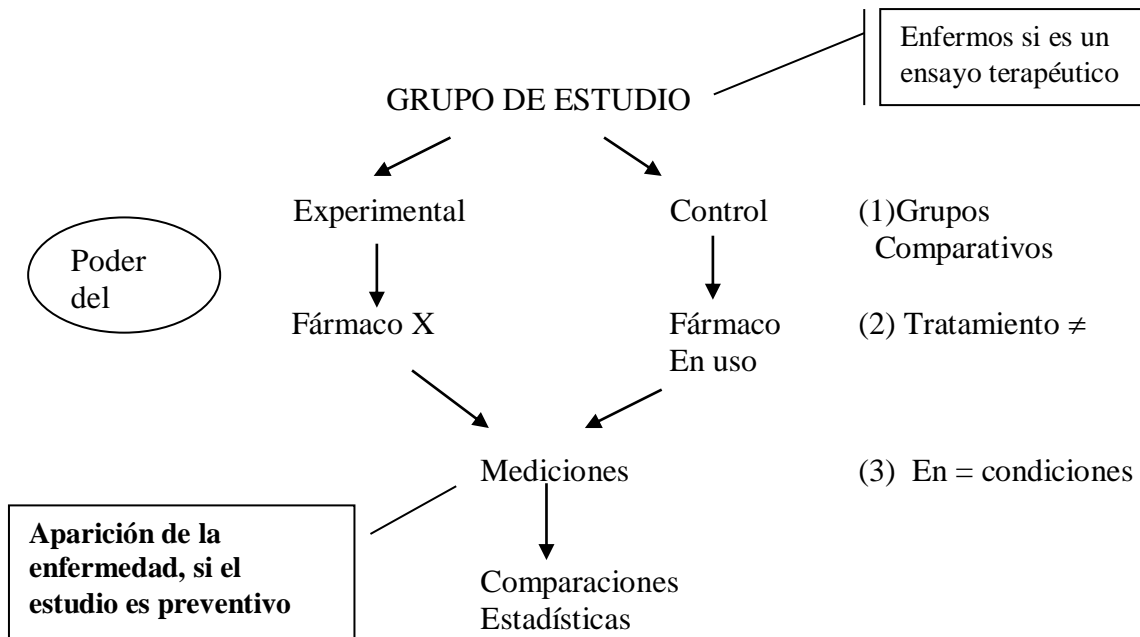 Enfermos si es un
ensayo terapéutico
GRUPO DE ESTUDIO
Experimental
Control
(1)Grupos
Comparativos
Poder
del
Fármaco X
Fármaco
En uso
(2) Tratamiento ≠
Mediciones
(3) En = condiciones
Aparición de la
enfermedad, si el
estudio es preventivo
Comparaciones
Estadísticas